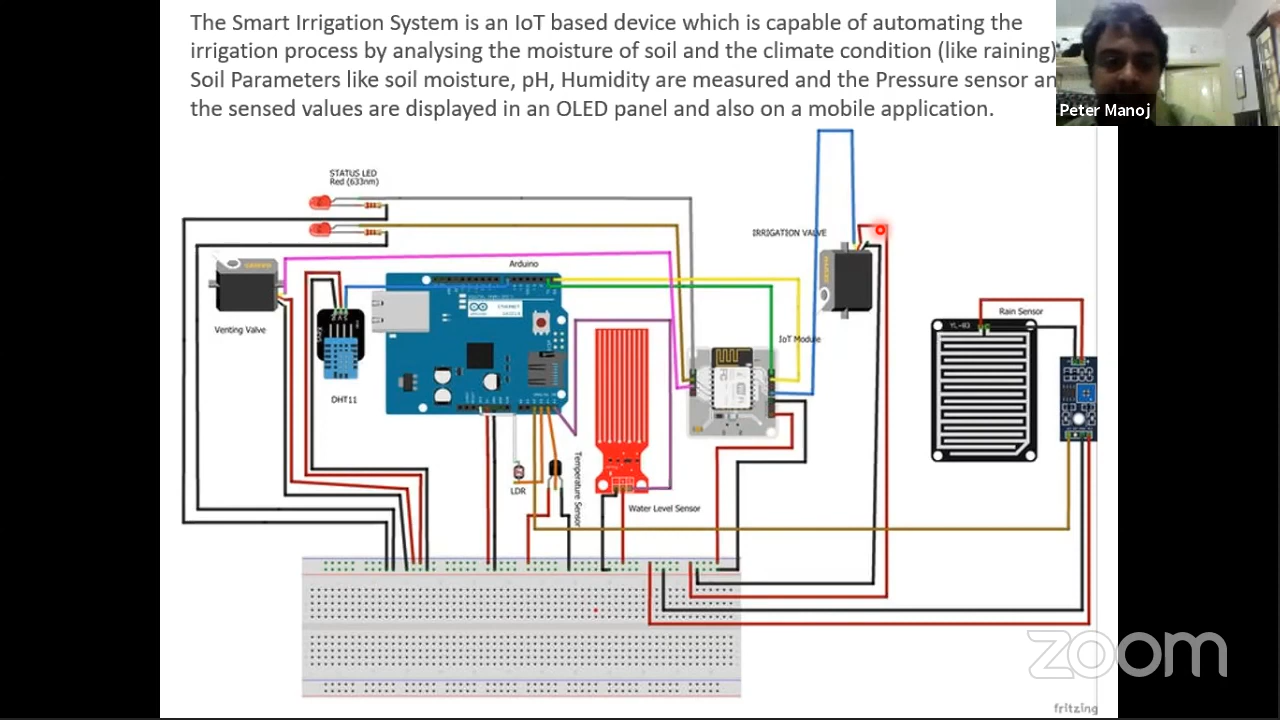 The Smart Irrigation System is an IoT based device which is capable of automating the
irrigation process by analysing the moisture of soil and the climate condition (like raining)
Soil Parameters like soil moisture, pH, Humidity are measured and the Pressure sensor an
the sensed values are displayed in an OLED panel and also on a mobile application.
Peter Manoj
STATUS LED
Red (633nm)
IRRIGATION VALVE
Arduino
Venting Valve
Rain Sensor
YL-83
IoT Module
DHT11
LDR
Temperature Sensor
Water Level Sensor
zoom
fritzing